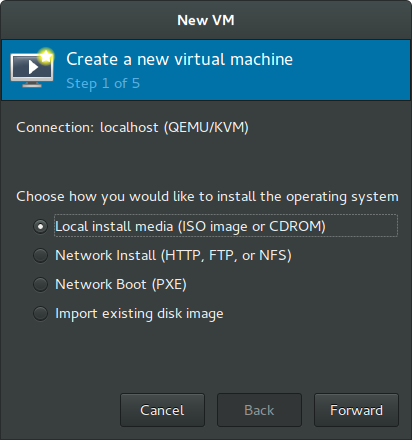 New VM
Create a new virtual machine
Step 1 of 5
Connection: localhost (QEMU/KVM)
Choose how you would like to install the operating system
Local install media (ISO image or CDROM)
Network Install (HTTP, FTP, or NFS)
Network Boot (PXE)
Import existing disk image
Cancel Back Forward